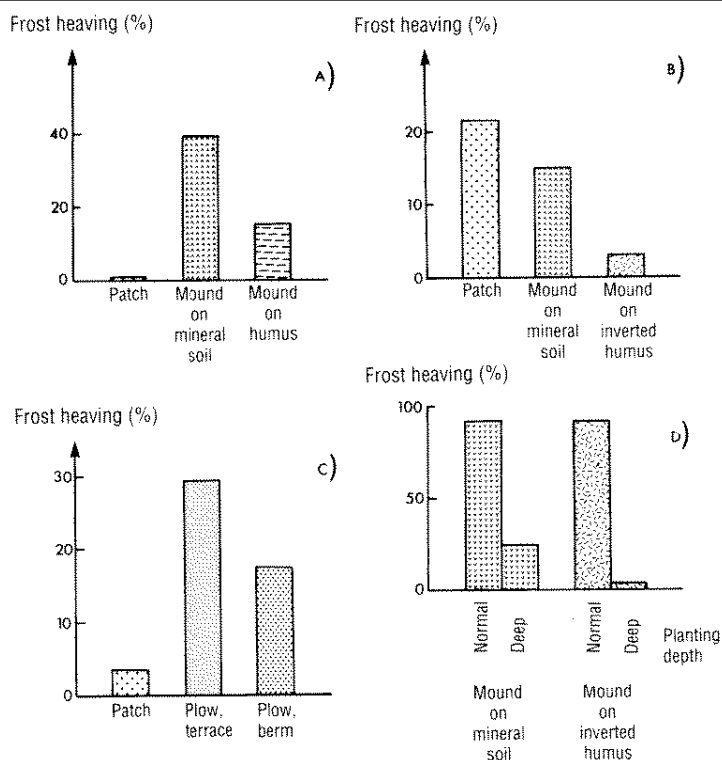 Frost heaving (%)
A)
40
20
0
Patch
Mound
on
mineral
soil
Mound
on
humus
Frost heaving (%)
B)
20
10
0
Patch
Mound
on
mineral
soil
Mound
on
inverted
humus
Frost heaving (%)
C)
30
20
10
0
Patch
Plow,
terrace
Plow,
berm
Frost heaving (%)
D)
100
50
0
Normal
Deep
Normal
Deep
Planting
depth
Mound
on
mineral
soil
Mound
on
inverted
humus